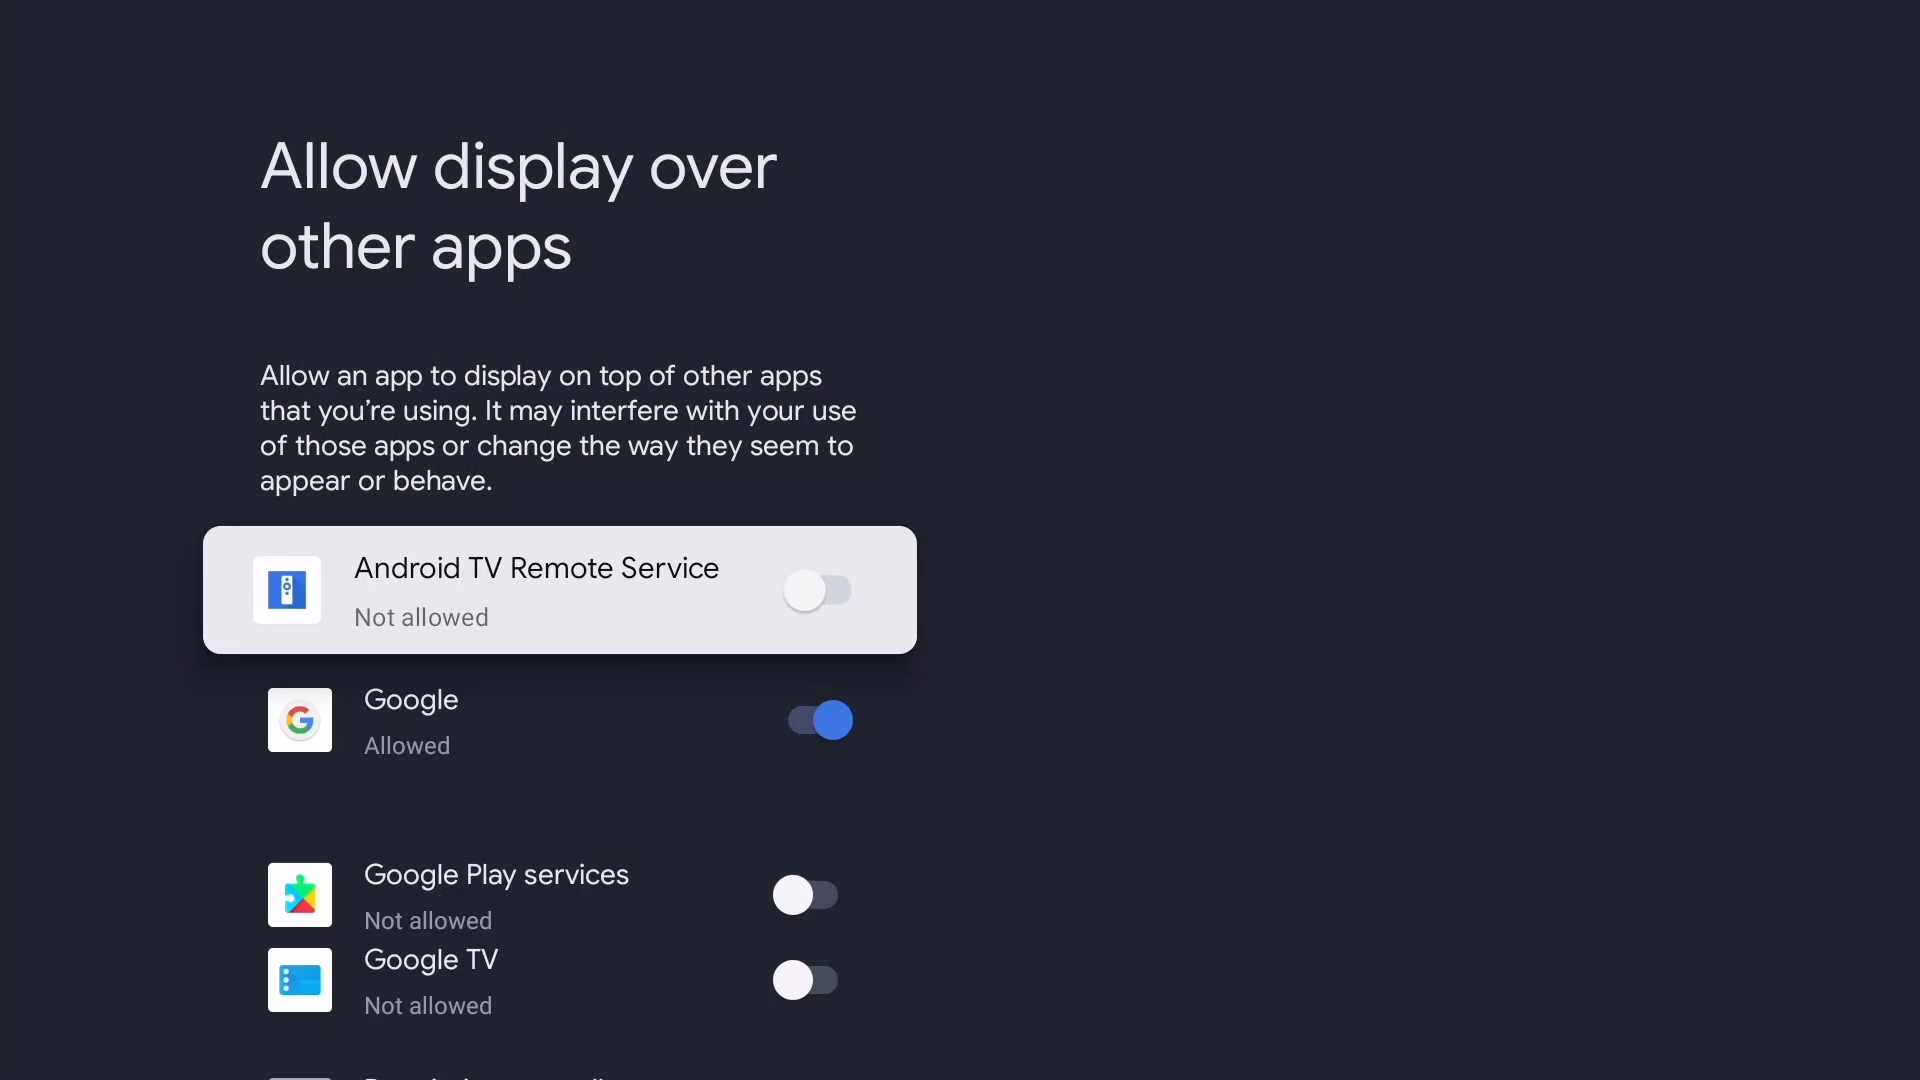 Allow display over
other apps
Allow an app to display on top of other apps
that you’re using. It may interfere with your use
of those apps or change the way they seem to
appear or behave.
Android TV Remote Service
Not allowed
Google
Allowed
Google Play services
Not allowed
Google TV
Not allowed